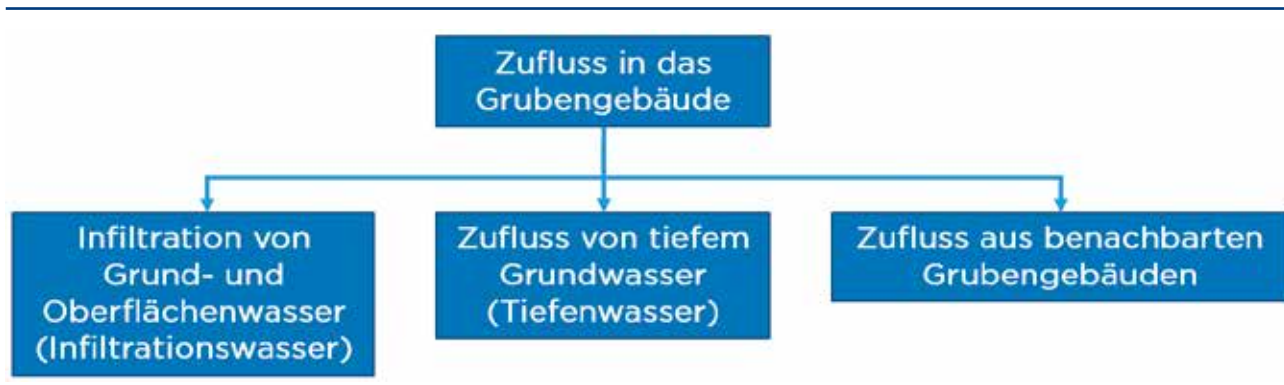 Zufluss in das
Grubengebäude
Infiltration von
Grund- und
Oberflächenwasser
(Infiltrationswasser)
Zufluss von tiefem
Grundwasser
(Tiefenwasser)
Zufluss aus benachbarten
Grubengebäuden